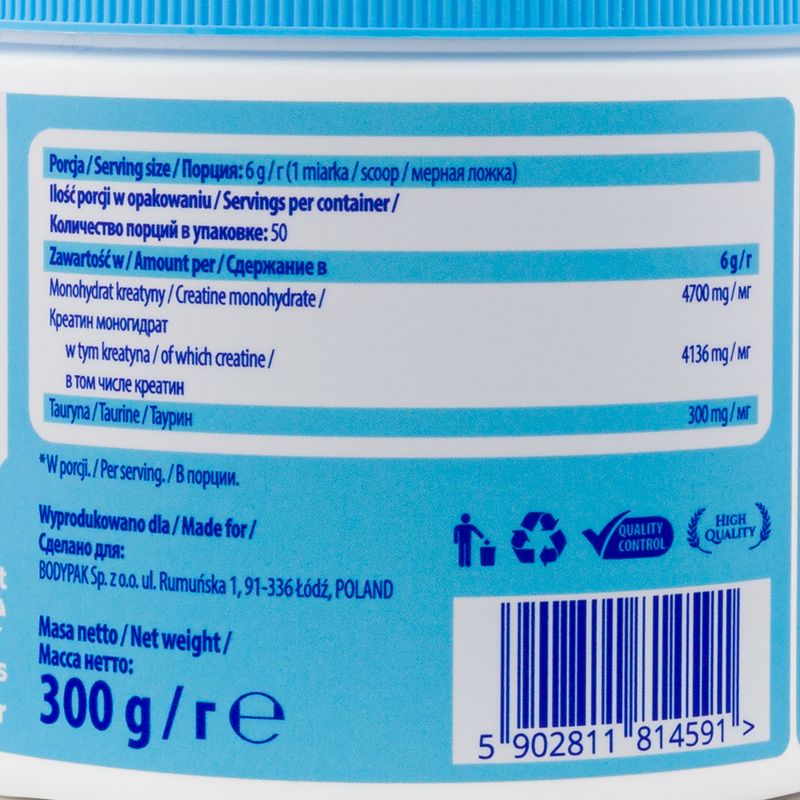 Porcja / Serving size / Порция: 6 g / г (1 miarka / scoop / мерная ложка)
Ilość porcji w opakowaniu / Servings per container /
Количество порций в упаковке: 50
Zawartość w / Amount per / Сдержание в 6 g / г
Monohydrat kreatyny / Creatine monohydrate / 4700 mg / мг
Креатин моногидрат
w tym kreatyna / of which creatine / 4136 mg / мг
в том числе креатин
Tauryna / Taurine / Таурин 300 mg / мг
*W porcji. / Per serving. / В порции.
Wyprodukowano dla / Made for /
Сделано для:
BODYPAK Sp. z o.o. ul. Rumuńska 1, 91-336 Łódź, POLAND
QUALITY
CONTROL
HIGH
QUALITY
Masa netto / Net weight /
Масса нетто:
300 g / г ℮
5 902811 814591 >